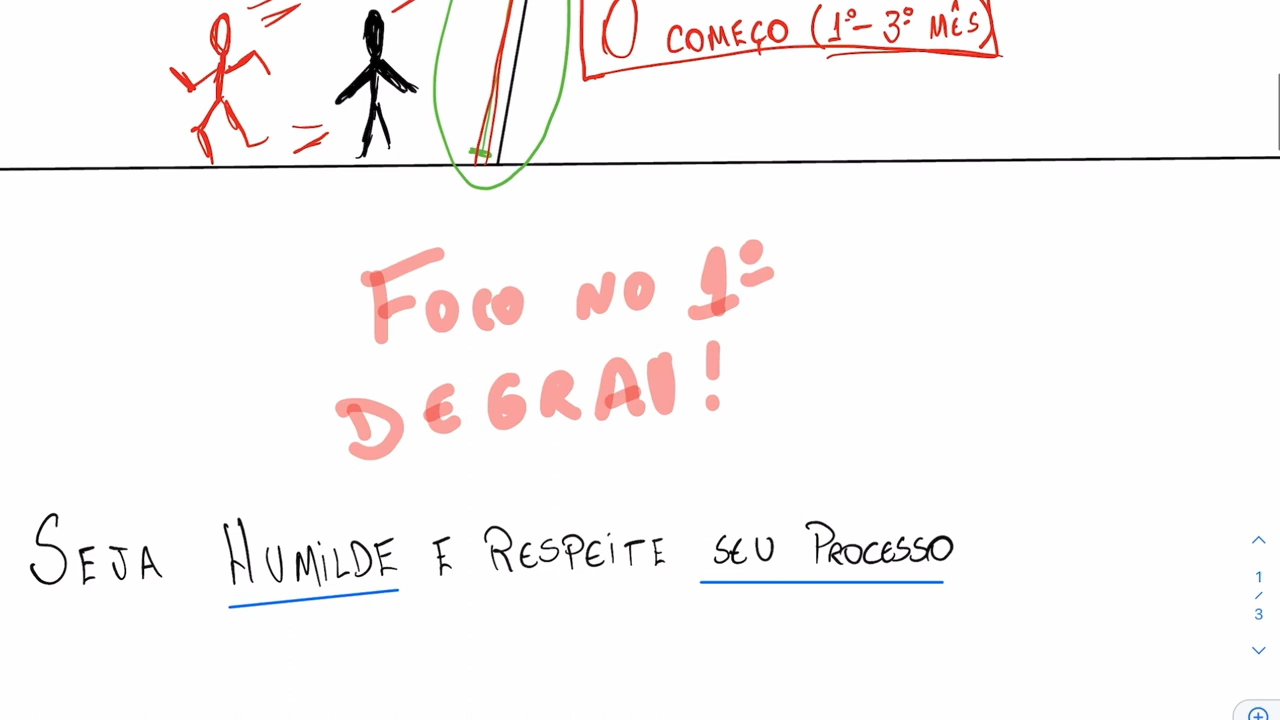 O COMEÇO (1º - 3º MÊS)
FOCO NO 1º
DEGRAU!
SEJA HUMILDE E RESPEITE SEU PROCESSO
1
/
3